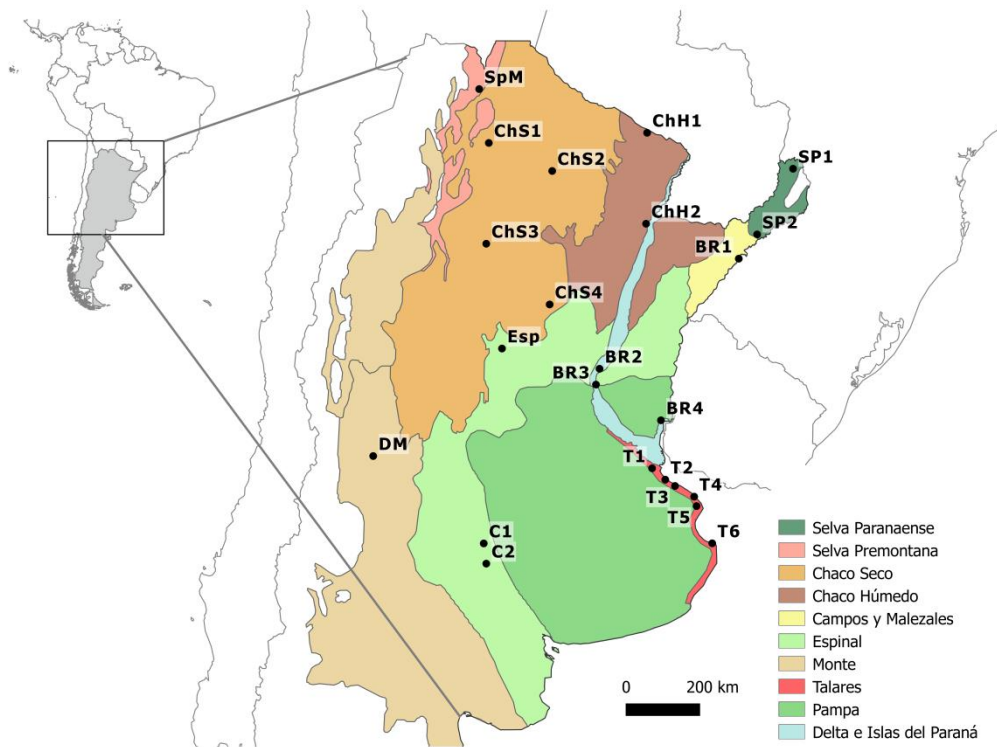 SpM
ChS1
ChH1
ChS2
SP1
ChH2
SP2
ChS3
BR1
ChS4
Esp
BR2
BR3
BR4
DM
T1
T2
T3
T4
T5
T6
C1
C2
Selva Paranaense
Selva Premontana
Chaco Seco
Chaco Húmedo
Campos y Malezales
Espinal
Monte
Talares
Pampa
Delta e Islas del Paraná
0 200 km